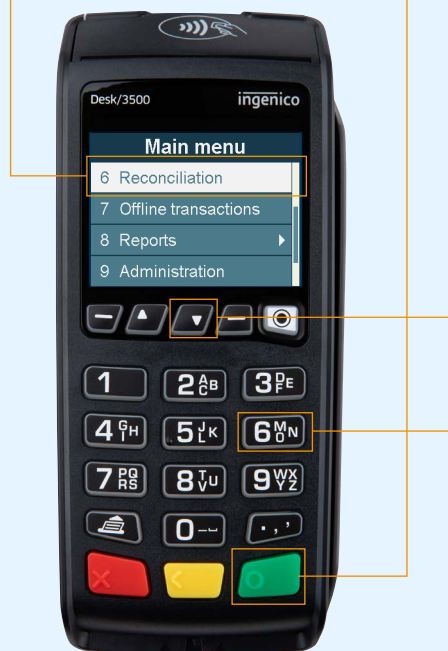 Desk/3500 ingenico
Main menu
6 Reconciliation
7 Offline transactions
8 Reports
9 Administration
1 2 ABC 3 DEF
4 GHI 5 JKL 6 MNO
7 PQRS 8 TUV 9 WXYZ
0 . , '